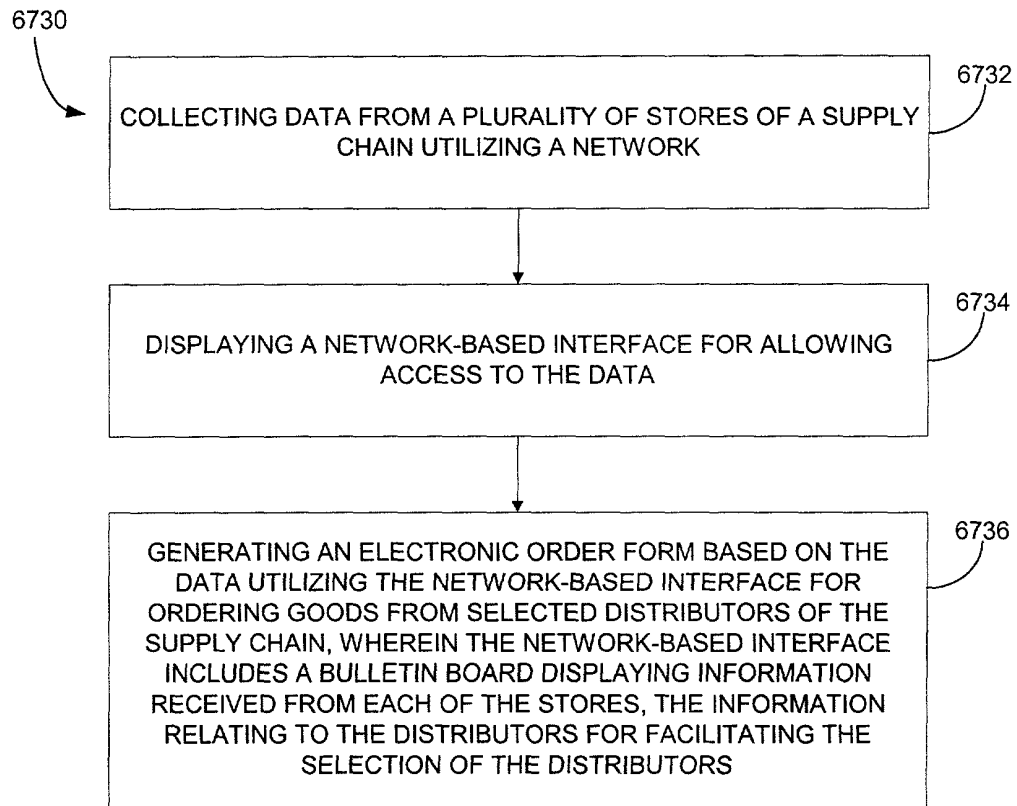 6730
6732
COLLECTING DATA FROM A PLURALITY OF STORES OF A SUPPLY
CHAIN UTILIZING A NETWORK
6734
DISPLAYING A NETWORK-BASED INTERFACE FOR ALLOWING
ACCESS TO THE DATA
6736
GENERATING AN ELECTRONIC ORDER FORM BASED ON THE
DATA UTILIZING THE NETWORK-BASED INTERFACE FOR
ORDERING GOODS FROM SELECTED DISTRIBUTORS OF THE
SUPPLY CHAIN, WHEREIN THE NETWORK-BASED INTERFACE
INCLUDES A BULLETIN BOARD DISPLAYING INFORMATION
RECEIVED FROM EACH OF THE STORES, THE INFORMATION
RELATING TO THE DISTRIBUTORS FOR FACILITATING THE
SELECTION OF THE DISTRIBUTORS